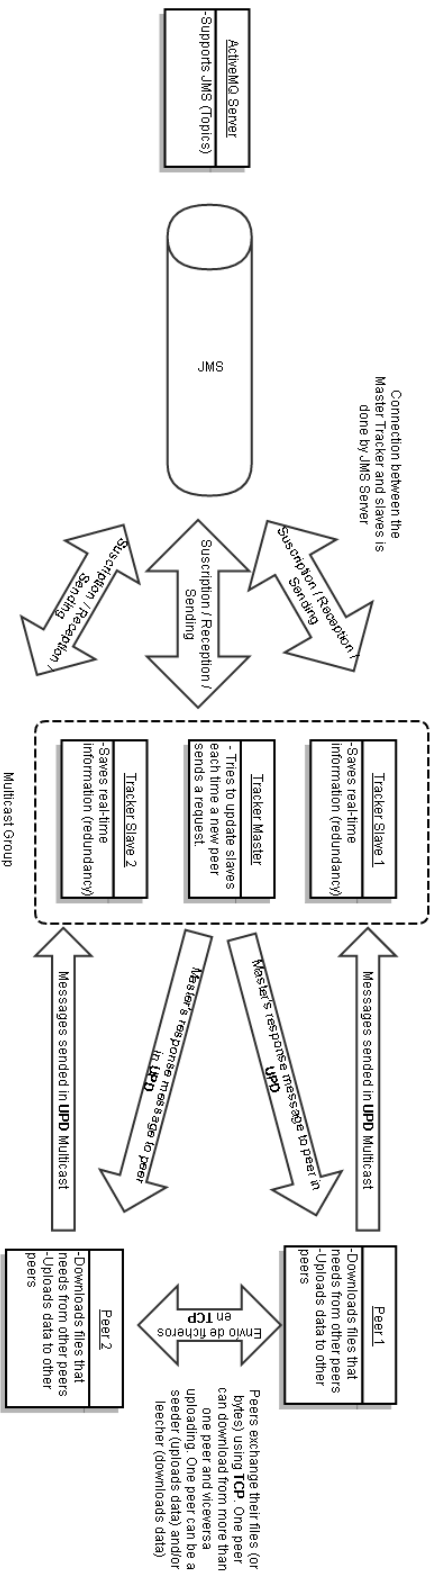 ActiveMQ Server
-Supports JMS (Topics)
JMS
Connection between the
Master Tracker and slaves is
done by JMS Server
Suscription / Reception /
Sending
Suscription / Reception /
Sending
Suscription / Reception /
Sending
Tracker Slave 1
-Saves real-time
information (redundancy)
Tracker Master
- Tries to update slaves
each time a new peer
sends a request.
Tracker Slave 2
-Saves real-time
information (redundancy)
Multicast Group
Messages sended in UPD Multicast
Master's response message to peer in
UPD
Master's response message to peer
in UPD
Messages sended in UPD Multicast
Peer 1
-Downloads files that
needs from other peers
-Uploads data to other
peers
Envio de ficheros
en TCP
Peer 2
-Downloads files that
needs from other peers
-Uploads data to other
peers
Peers exchange their files (or
bytes) using TCP. One peer
can download from more than
one peer and viceversa
uploading. One peer can be a
seeder (uploads data) and/or
leecher (downloads data)